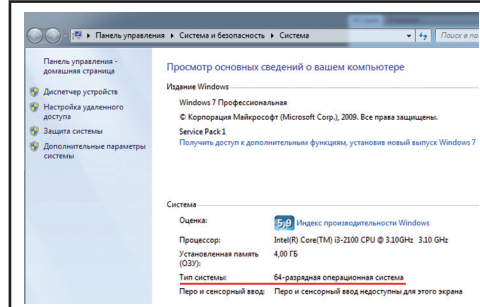 Панель управления ▸ Система и безопасность ▸ Система
Поиск в па
Панель управления -
домашняя страница
Диспетчер устройств
Настройка удаленного
доступа
Защита системы
Дополнительные параметры
системы
Просмотр основных сведений о вашем компьютере
Издание Windows
Windows 7 Профессиональная
© Корпорация Майкрософт (Microsoft Corp.), 2009. Все права защищены.
Service Pack 1
Получить доступ к дополнительным функциям, установив новый выпуск Windows 7
Система
Оценка: 5,9 Индекс производительности Windows
Процессор: Intel(R) Core(TM) i3-2100 CPU @ 3.10GHz 3.10 GHz
Установленная память
(ОЗУ): 4,00 ГБ
Тип системы: 64-разрядная операционная система
Перо и сенсорный ввод: Перо и сенсорный ввод недоступны для этого экрана